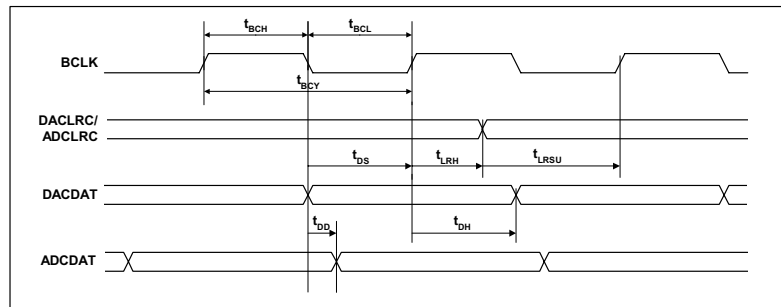 tBCH tBCL
BCLK
tBCY
DACLRC/
ADCLRC
tDS tLRH tLRSU
DACDAT
tDD tDH
ADCDAT